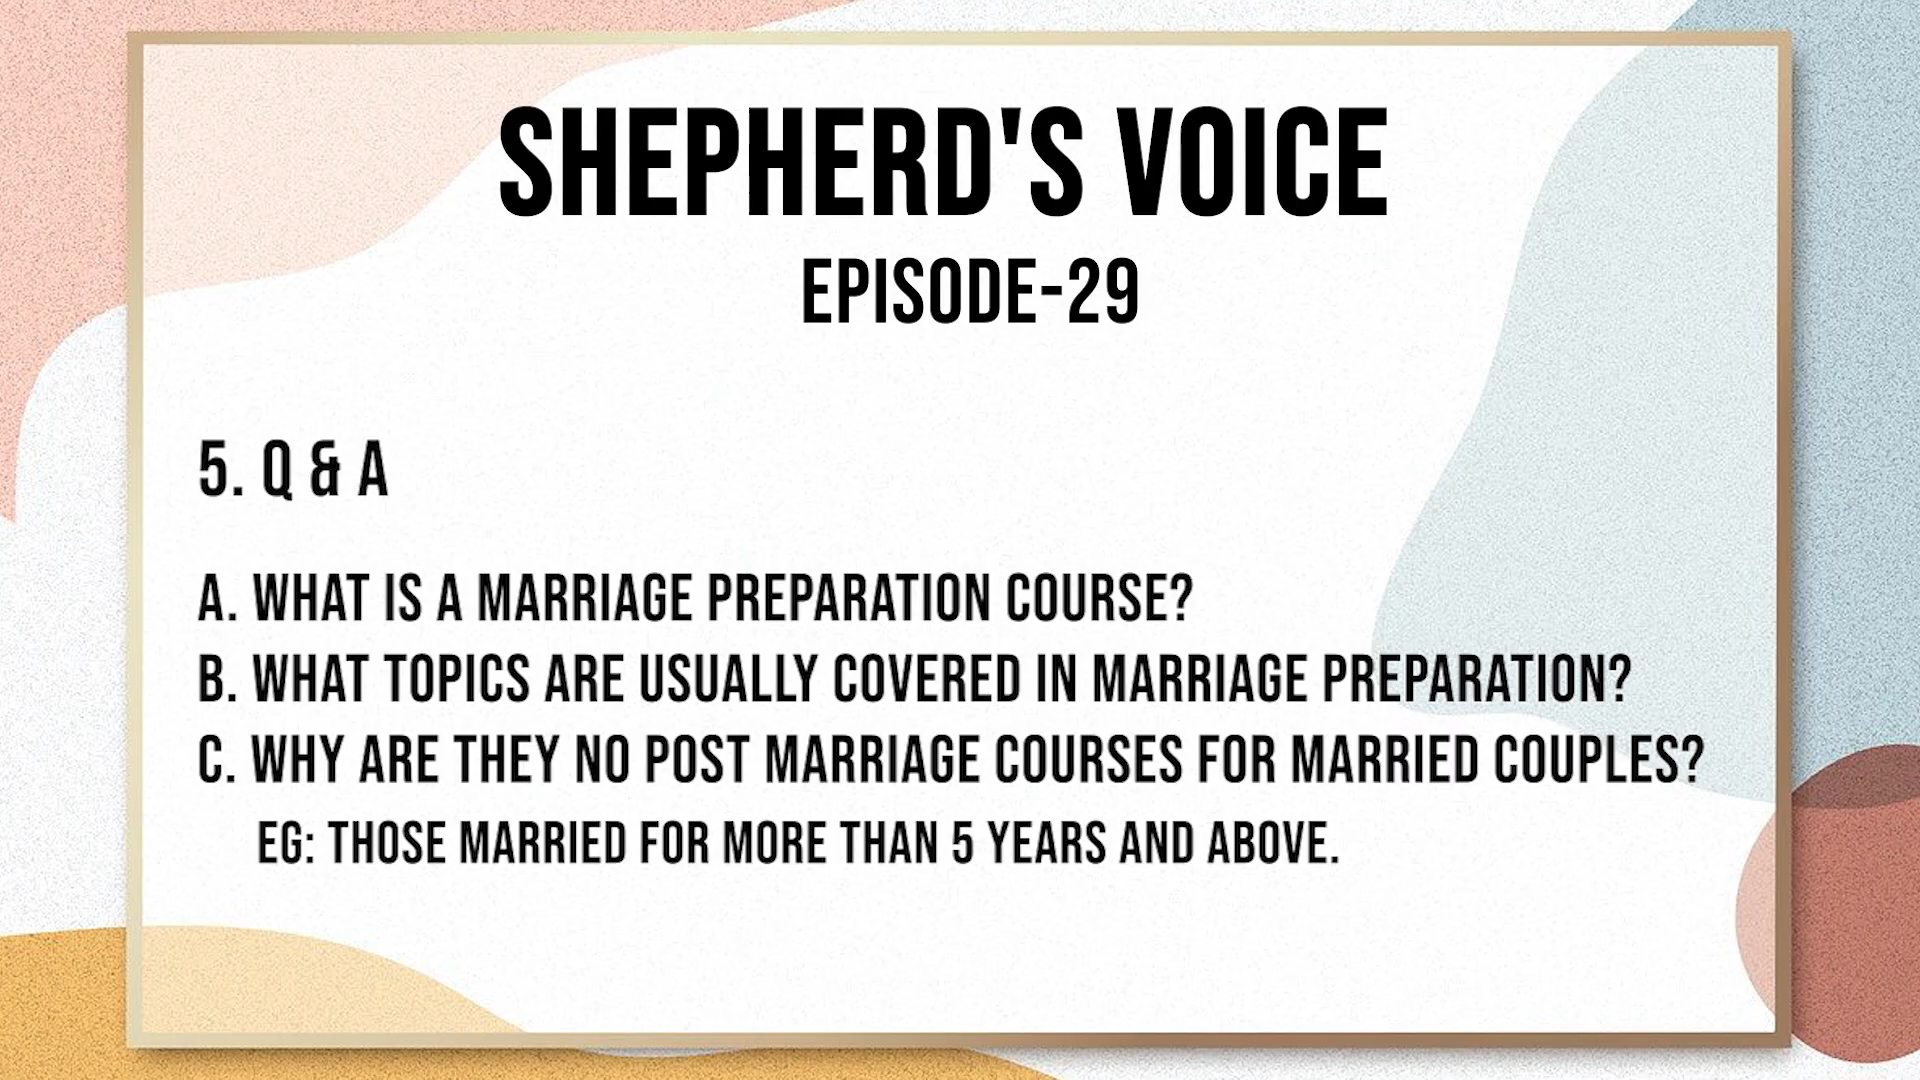 SHEPHERD'S VOICE
EPISODE-29
5. Q & A
A. WHAT IS A MARRIAGE PREPARATION COURSE?
B. WHAT TOPICS ARE USUALLY COVERED IN MARRIAGE PREPARATION?
C. WHY ARE THEY NO POST MARRIAGE COURSES FOR MARRIED COUPLES?
EG: THOSE MARRIED FOR MORE THAN 5 YEARS AND ABOVE.